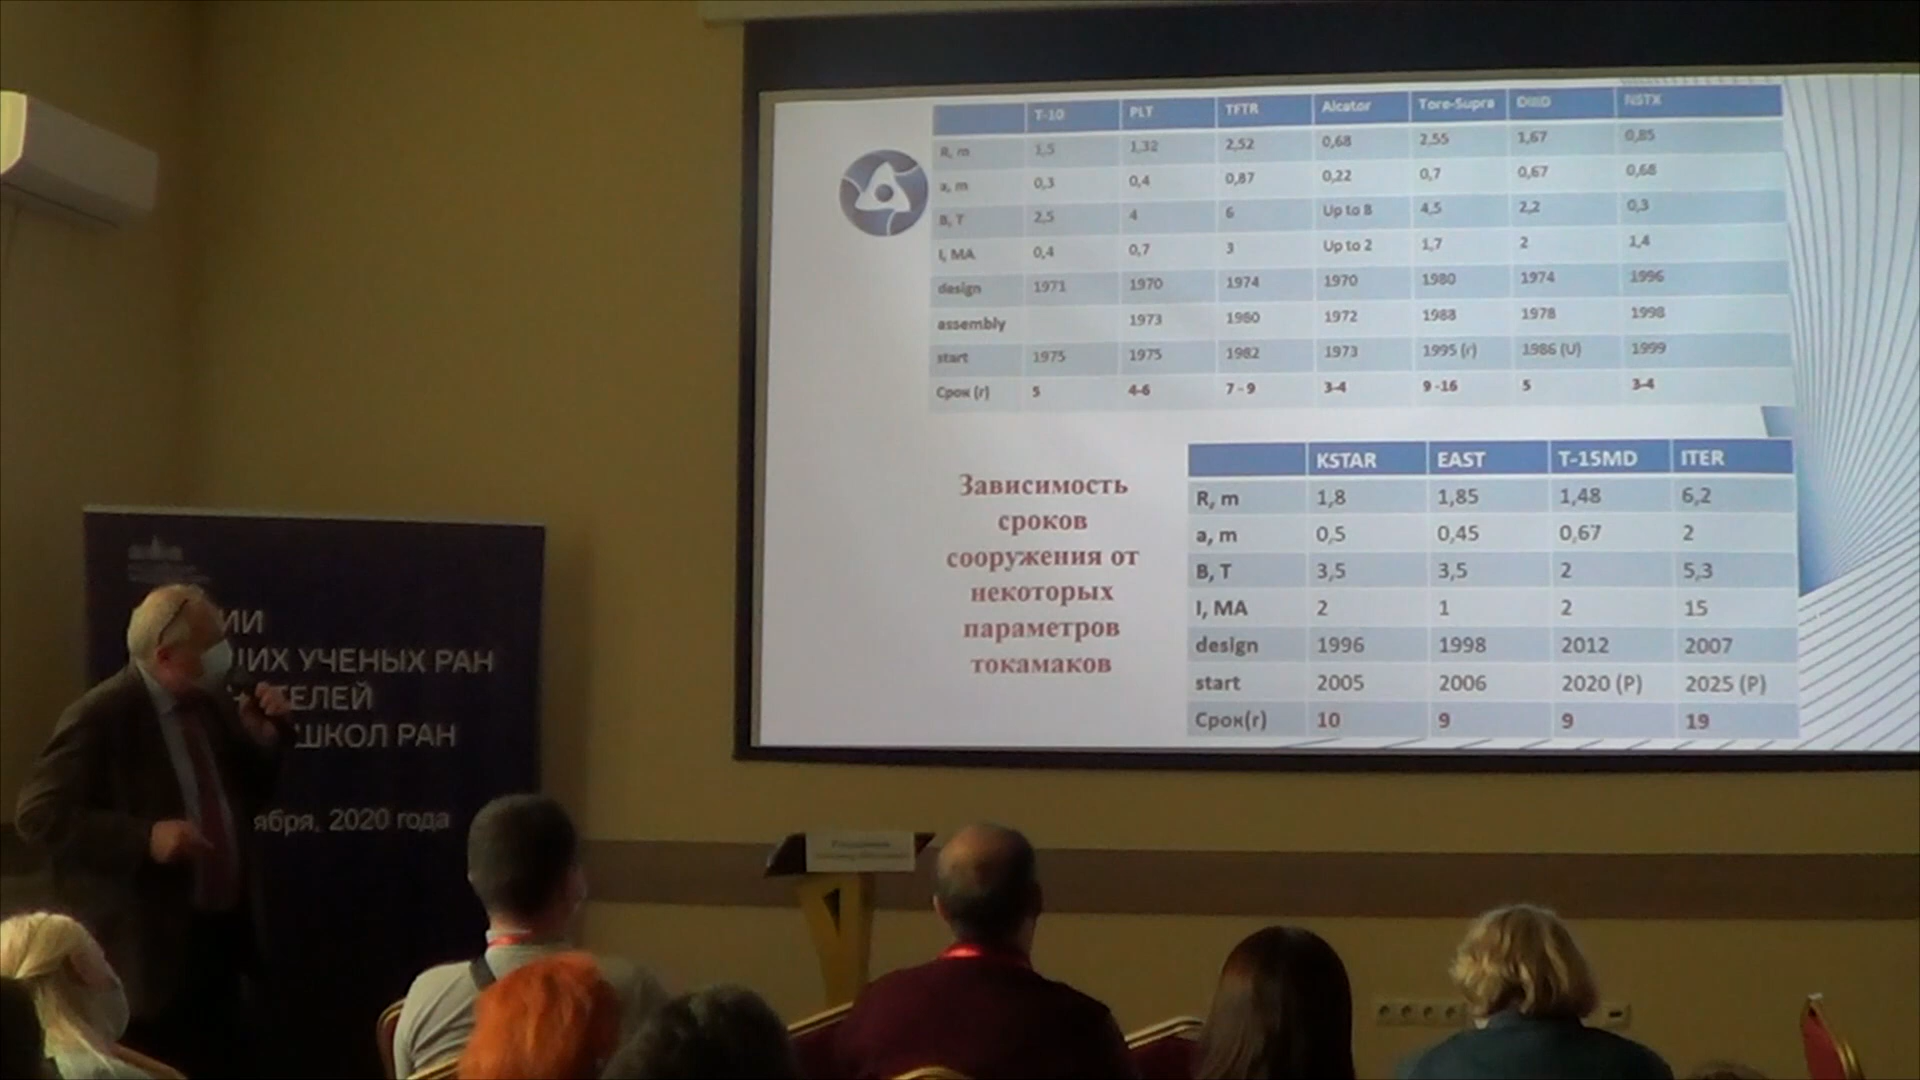 T-10 PLT TFTR Alcator Tore-Supra DIIID NSTX
R, m 1,5 1,32 2,52 0,68 2,55 1,67 0,85
a, m 0,3 0,4 0,87 0,22 0,7 0,67 0,68
B, T 2,5 4 6 Up to 8 4,5 2,2 0,3
I, MA 0,4 0,7 3 Up to 2 1,7 2 1,4
design 1971 1970 1974 1970 1980 1974 1996
assembly 1973 1980 1972 1988 1978 1998
start 1975 1975 1982 1973 1995 (r) 1986 (U) 1999
Срок (г) 5 4-6 7 - 9 3-4 9 -16 5 3-4
Зависимость
сроков
сооружения от
некоторых
параметров
токамаков
KSTAR EAST T-15MD ITER
R, m 1,8 1,85 1,48 6,2
a, m 0,5 0,45 0,67 2
B, T 3,5 3,5 2 5,3
I, MA 2 1 2 15
design 1996 1998 2012 2007
start 2005 2006 2020 (P) 2025 (P)
Срок(г) 10 9 9 19
ИИ
ИХ УЧЕНЫХ РАН
ТЕЛЕЙ
ШКОЛ РАН
ября, 2020 года